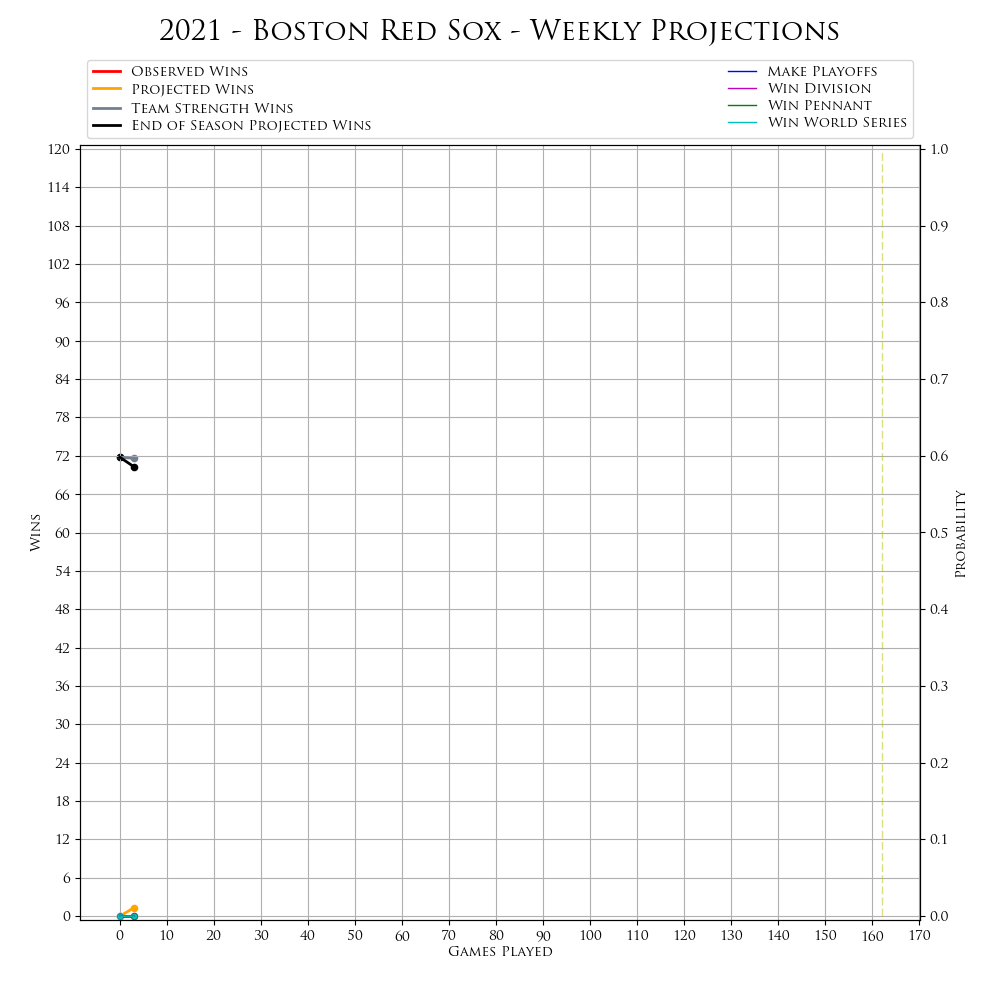 2021 - Boston Red Sox - Weekly Projections
Observed Wins
Projected Wins
Team Strength Wins
End of Season Projected Wins
Make Playoffs
Win Division
Win Pennant
Win World Series
120
114
108
102
96
90
84
78
72
66
60
54
48
42
36
30
24
18
12
6
0
Wins
1.0
0.9
0.8
0.7
0.6
0.5
0.4
0.3
0.2
0.1
0.0
Probability
0 10 20 30 40 50 60 70 80 90 100 110 120 130 140 150 160 170
Games Played